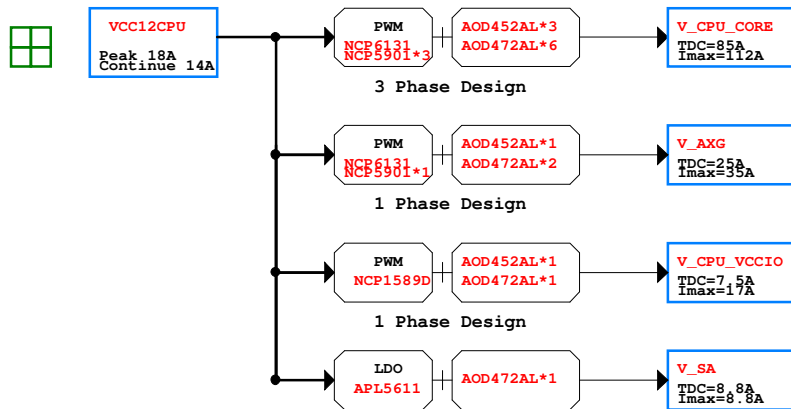 VCC12CPU
Peak 18A
Continue 14A
PWM
NCP6131
NCP5901*3
AOD452AL*3
AOD472AL*6
V_CPU_CORE
TDC=85A
Imax=112A
3 Phase Design
PWM
NCP6131
NCP5901*1
AOD452AL*1
AOD472AL*2
V_AXG
TDC=25A
Imax=35A
1 Phase Design
PWM
NCP1589D
AOD452AL*1
AOD472AL*1
V_CPU_VCCIO
TDC=7.5A
Imax=17A
1 Phase Design
LDO
APL5611
AOD472AL*1
V_SA
TDC=8.8A
Imax=8.8A